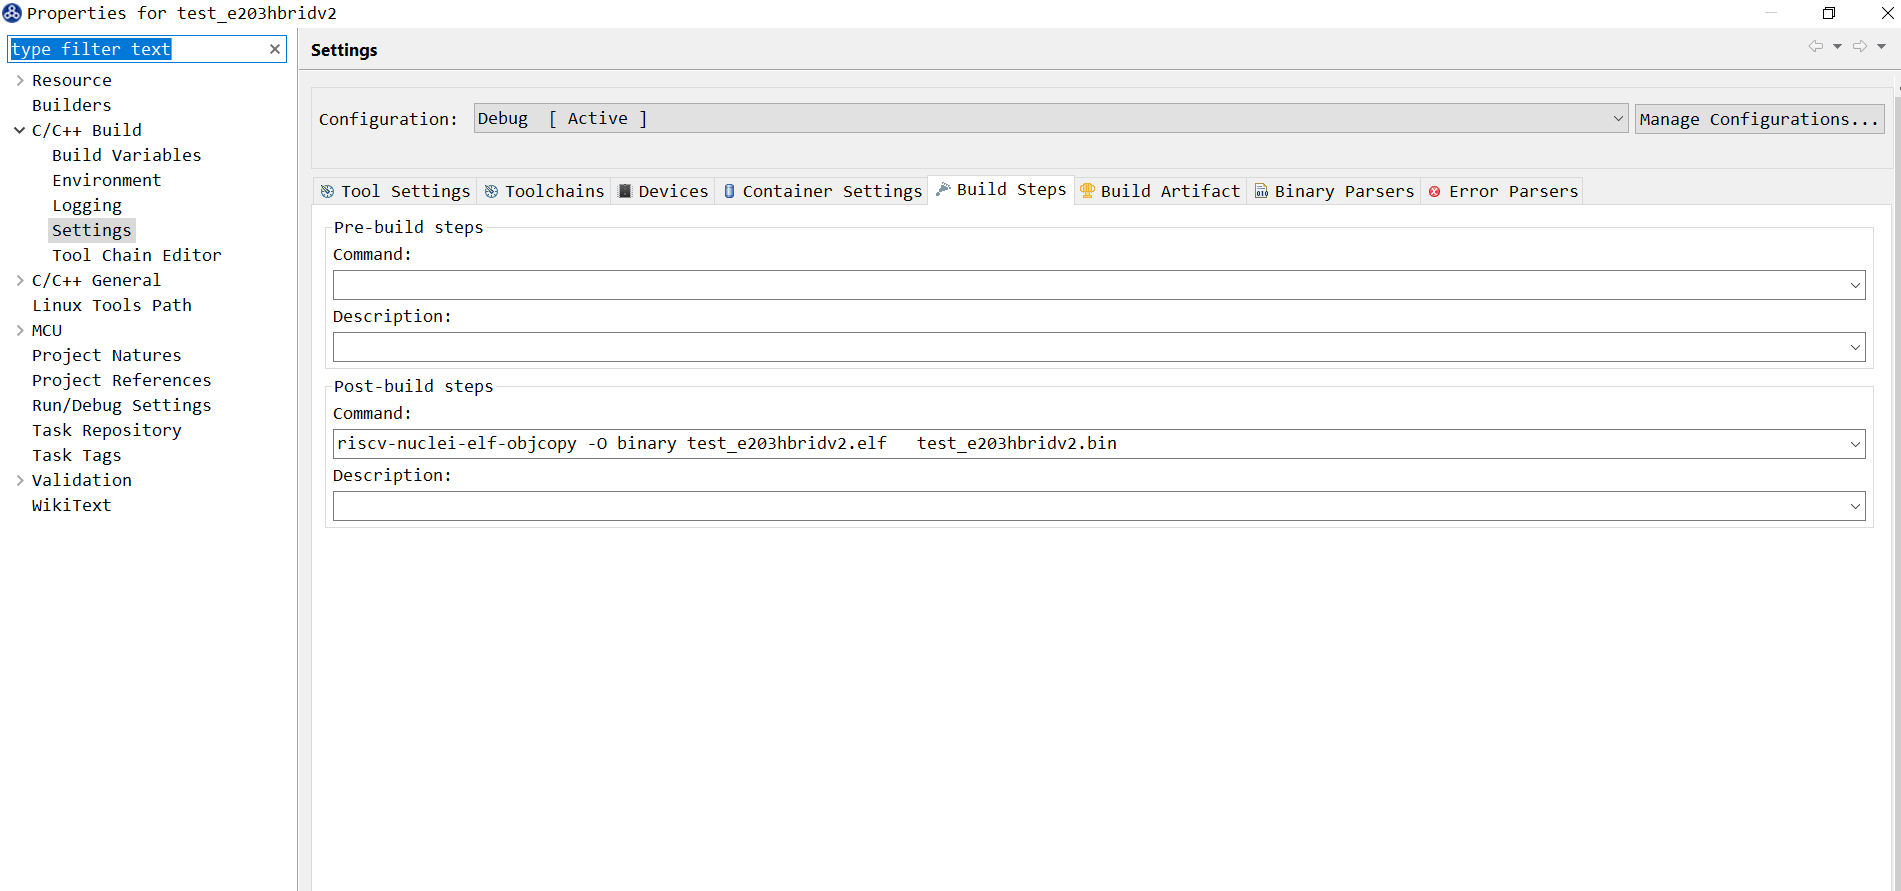 Properties for test_e203hbridv2
type filter text
Resource
Builders
C/C++ Build
Build Variables
Environment
Logging
Settings
Tool Chain Editor
C/C++ General
Linux Tools Path
MCU
Project Natures
Project References
Run/Debug Settings
Task Repository
Task Tags
Validation
WikiText
Settings
Configuration: Debug [ Active ] Manage Configurations...
Tool Settings Toolchains Devices Container Settings Build Steps Build Artifact Binary Parsers Error Parsers
Pre-build steps
Command:
Description:
Post-build steps
Command:
riscv-nuclei-elf-objcopy -O binary test_e203hbridv2.elf   test_e203hbridv2.bin
Description: